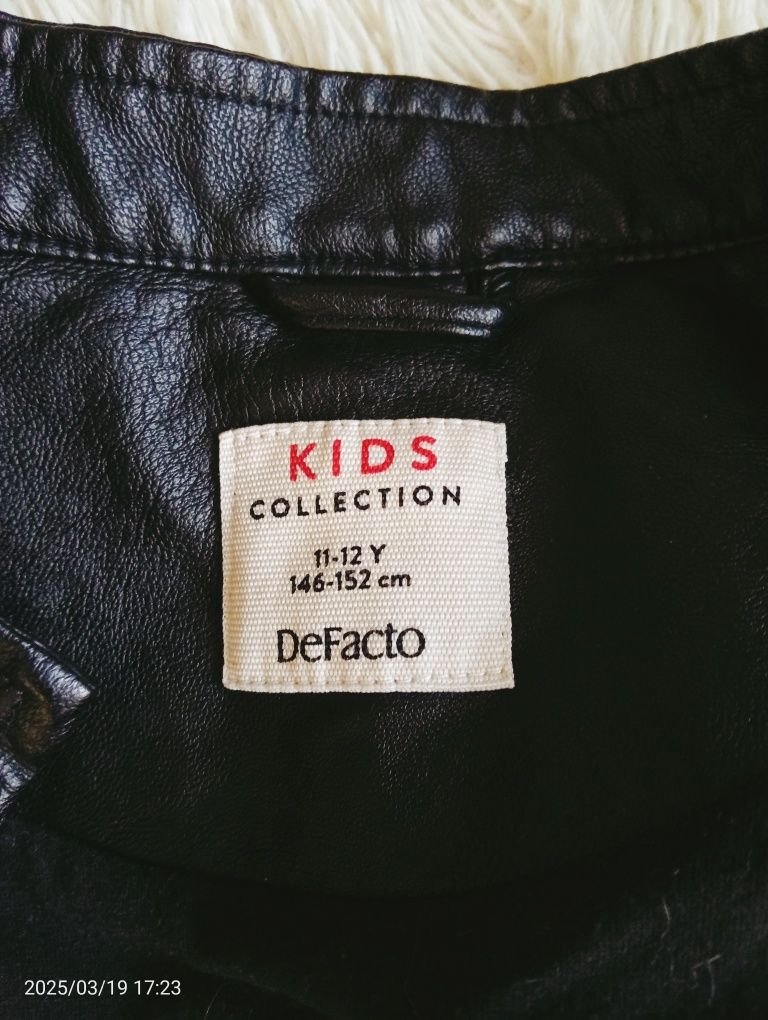 KIDS
COLLECTION
11-12 Y
146-152 cm
DeFacto
2025/03/19 17:23